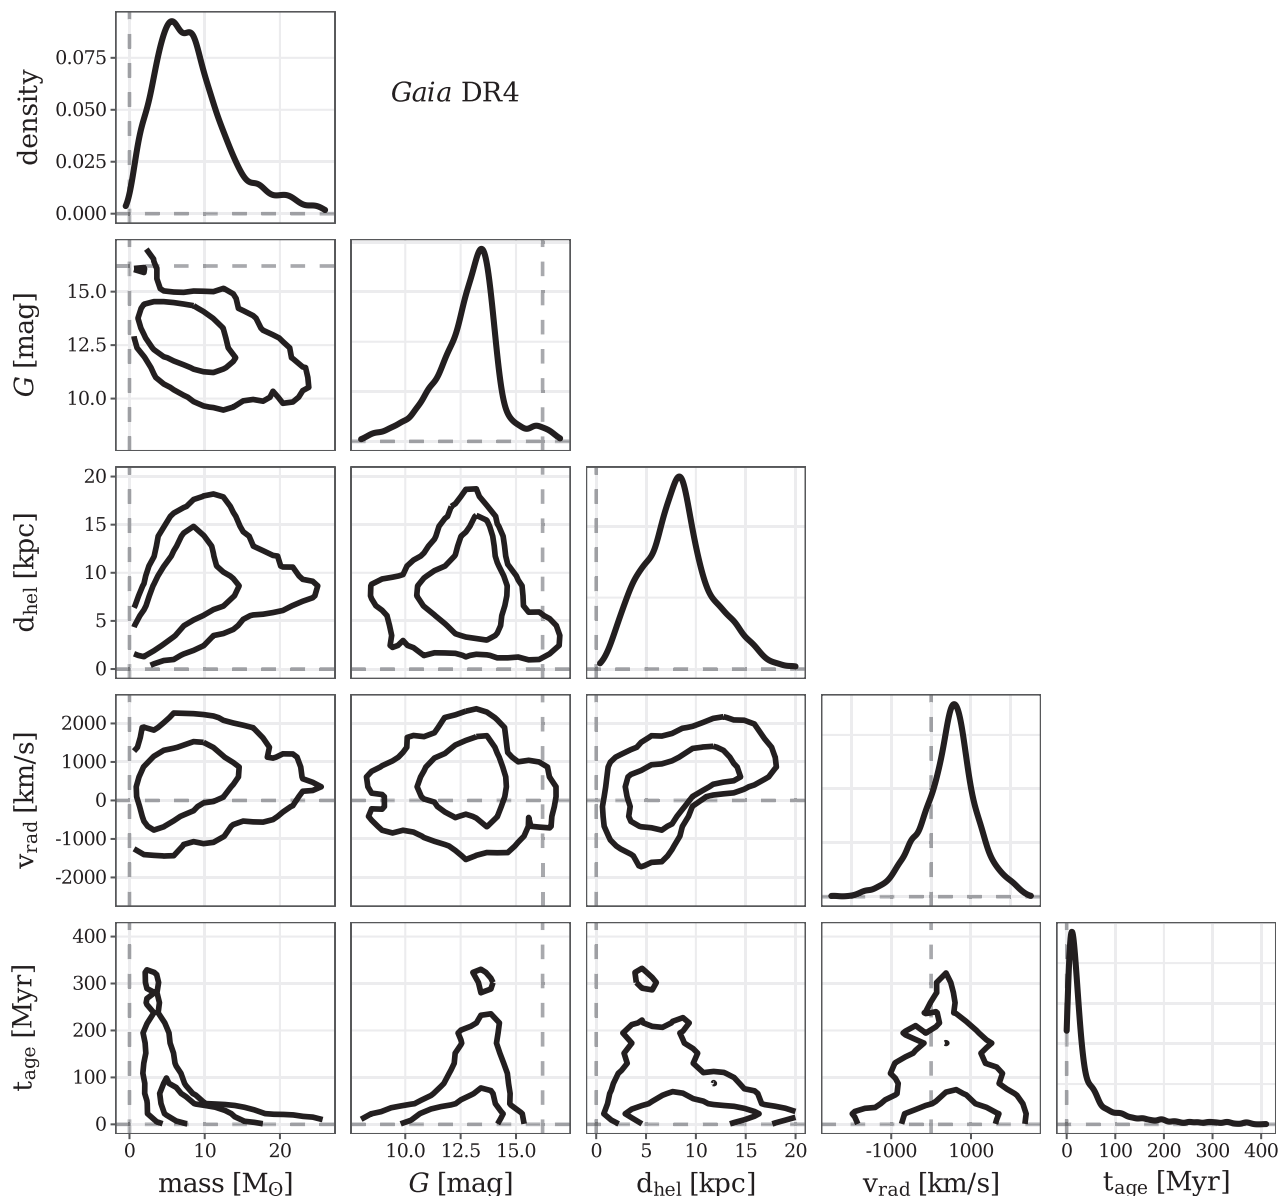 density
0.075
0.050
0.025
0.000
Gaia DR4
G [mag]
15.0
12.5
10.0
d_hel [kpc]
20
15
10
5
0
v_rad [km/s]
2000
1000
0
-1000
-2000
t_age [Myr]
400
300
200
100
0
0 10 20
10.0 12.5 15.0
0 5 10 15 20
-1000 1000
0 100 200 300 400
mass [M⊙]
G [mag]
d_hel [kpc]
v_rad [km/s]
t_age [Myr]